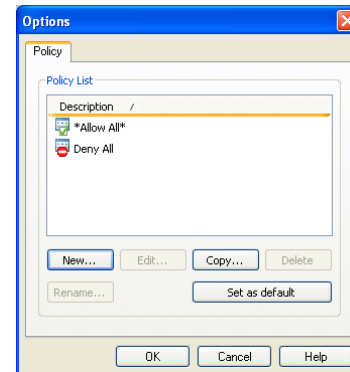 Options
Policy
Policy List
Description /
*Allow All*
Deny All
New... Edit... Copy... Delete
Rename... Set as default
OK Cancel Help